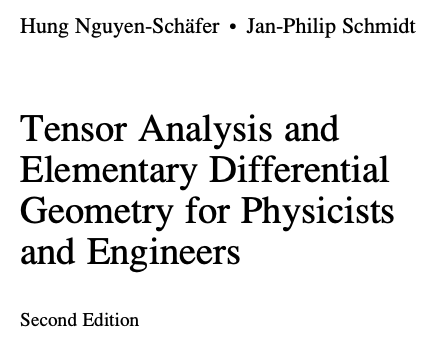 Hung Nguyen-Schäfer • Jan-Philip Schmidt
Tensor Analysis and
Elementary Differential
Geometry for Physicists
and Engineers
Second Edition